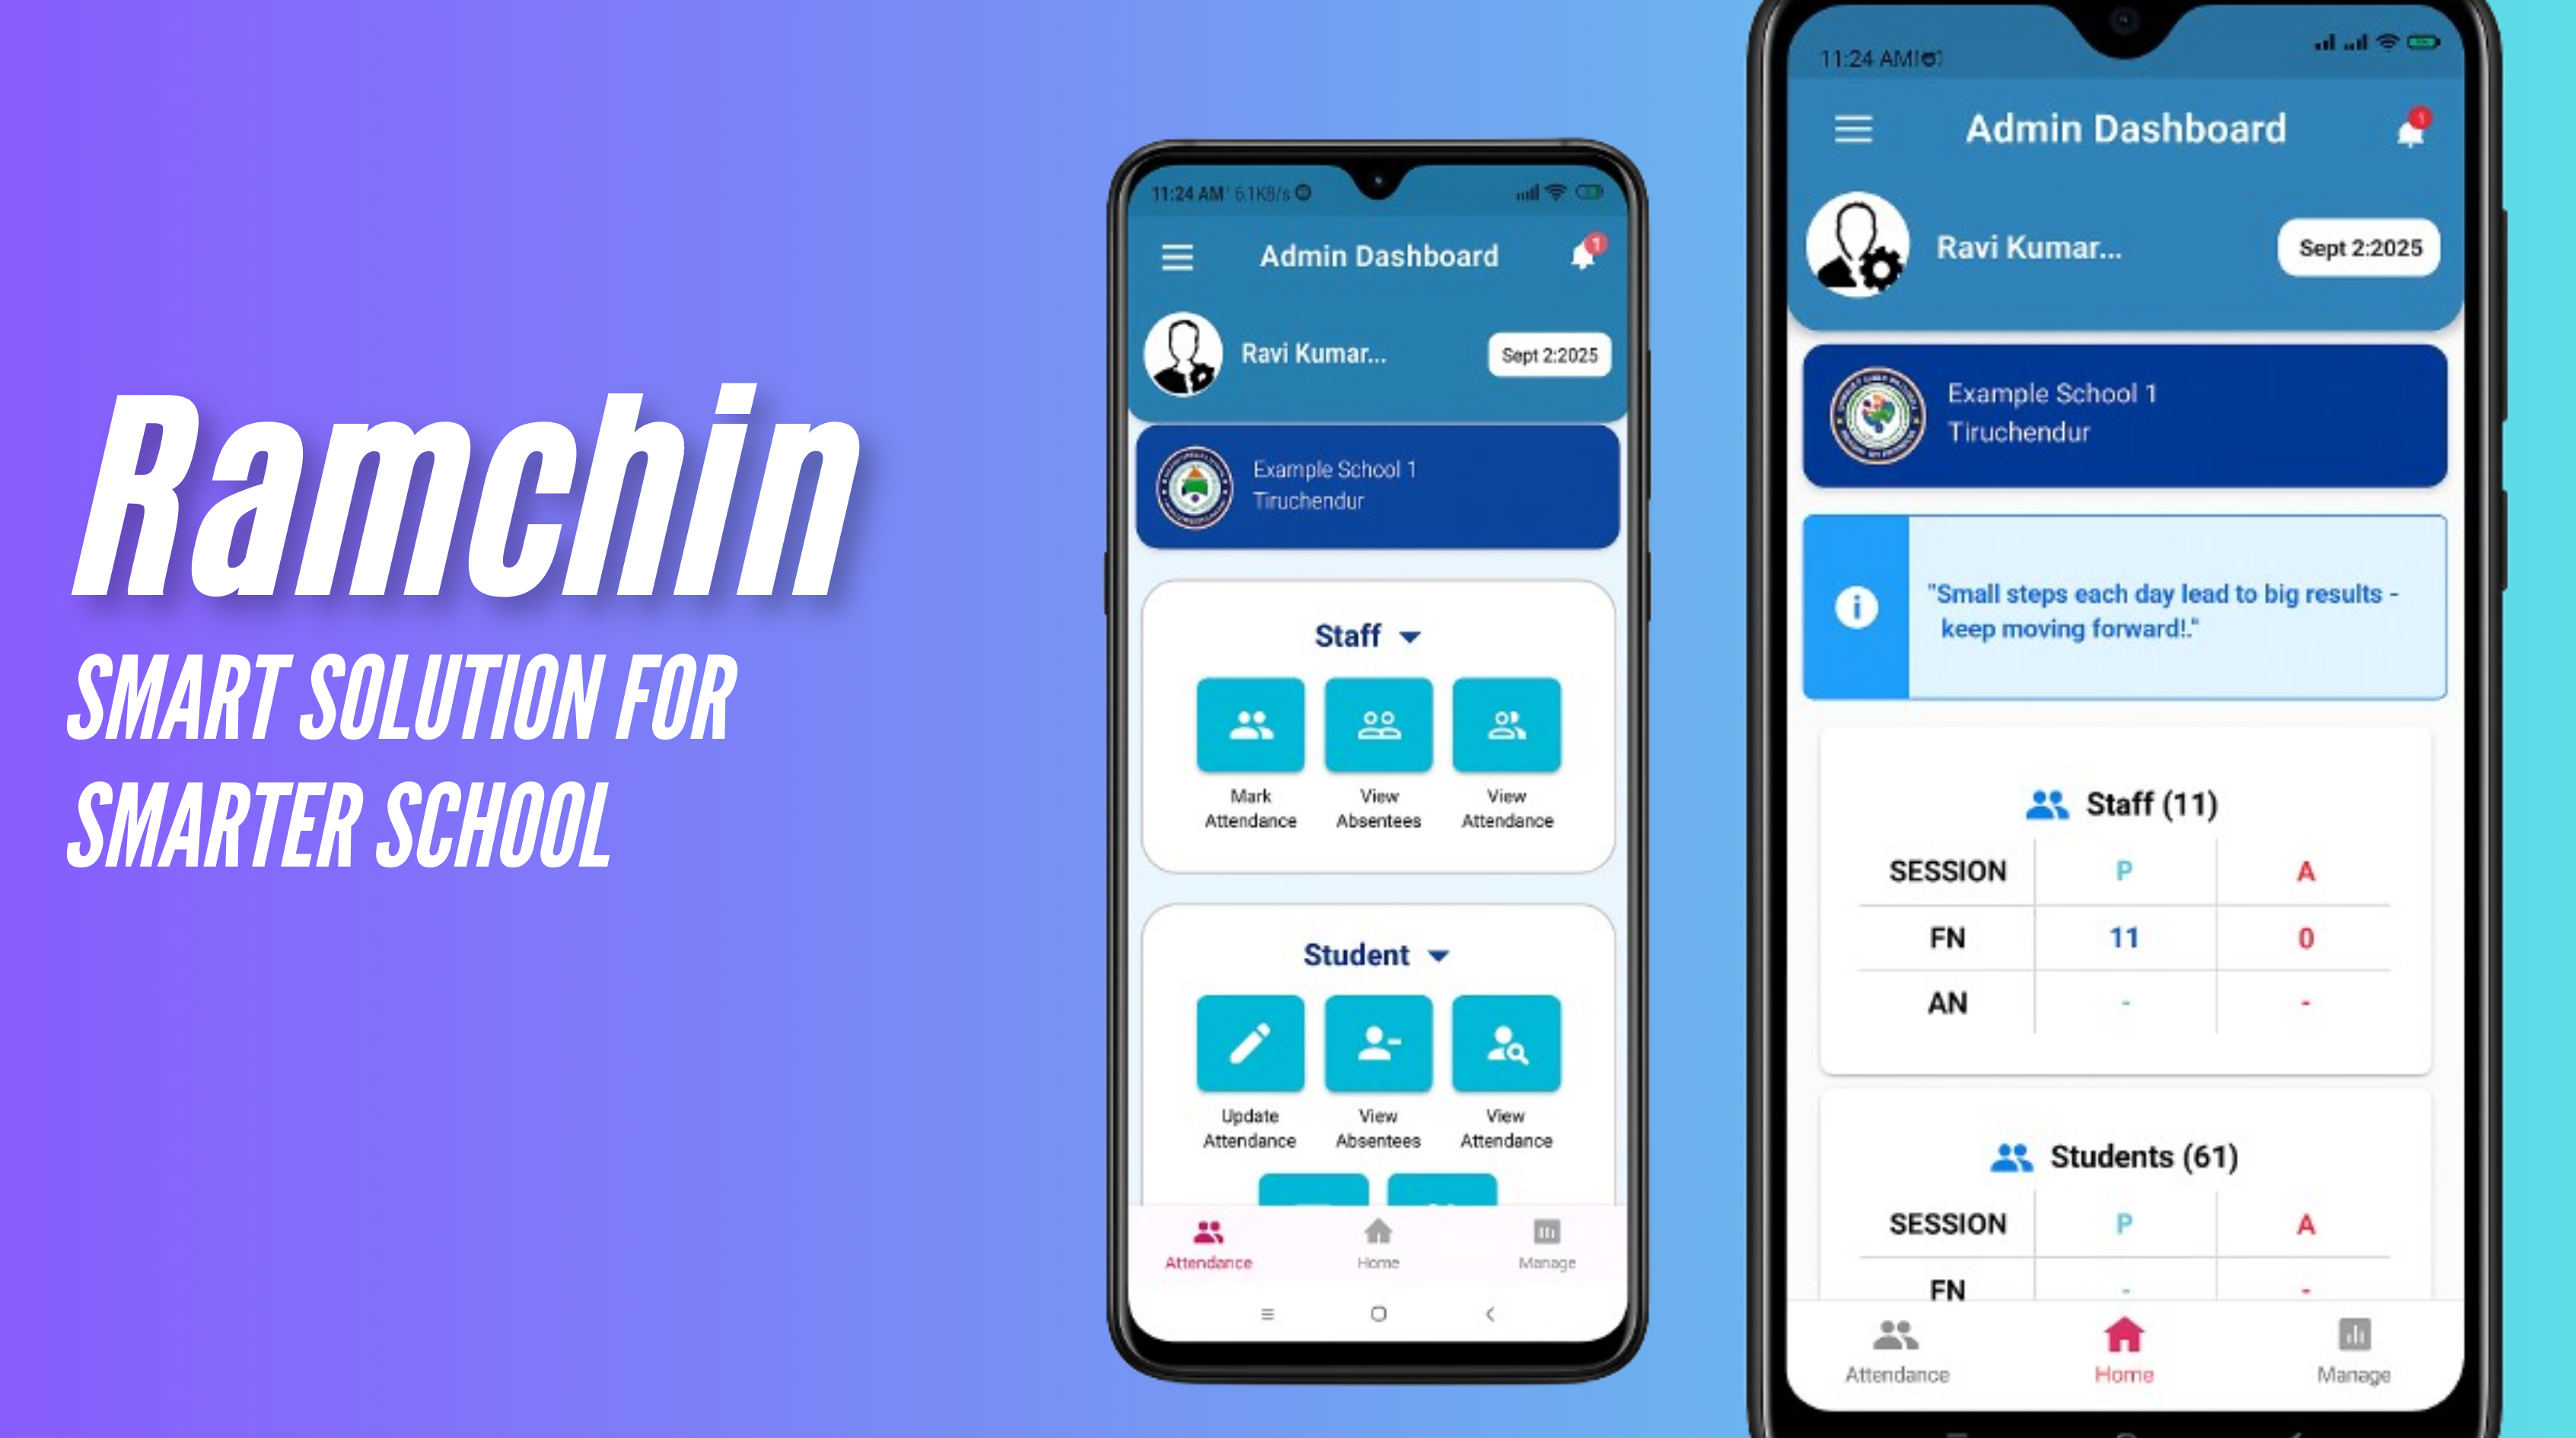 Ramchin
SMART SOLUTION FOR
SMARTER SCHOOL
11:24 AM 6.1KB/s
Admin Dashboard
1
Ravi Kumar...
Sept 2:2025
Example School 1
Tiruchendur
Staff
Mark Attendance
View Absentees
View Attendance
Student
Update Attendance
View Absentees
View Attendance
Attendance
Home
Manage
11:24 AM
Admin Dashboard
1
Ravi Kumar...
Sept 2:2025
Example School 1
Tiruchendur
"Small steps each day lead to big results -
keep moving forward!."
Staff (11)
SESSION P A
FN 11 0
AN - -
Students (61)
SESSION P A
FN - -
Attendance
Home
Manage